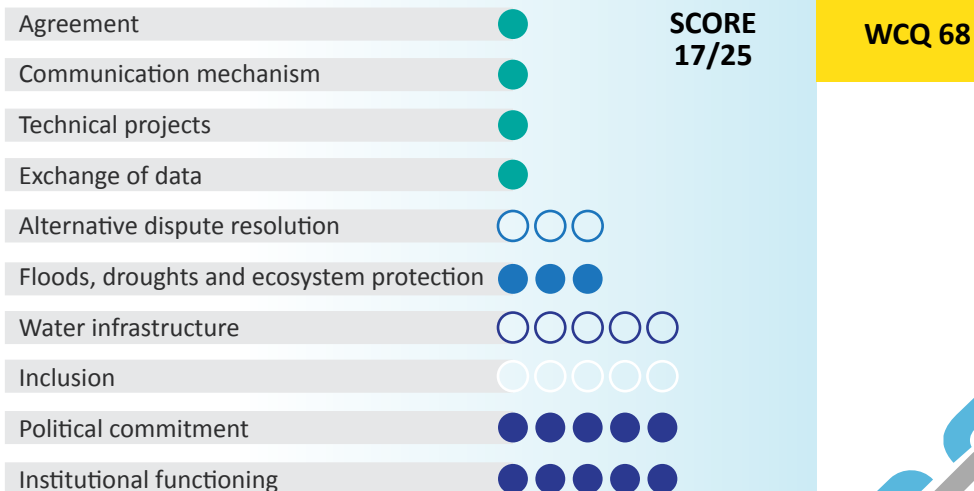 Agreement
SCORE
17/25
WCQ 68
Communication mechanism
Technical projects
Exchange of data
Alternative dispute resolution
Floods, droughts and ecosystem protection
Water infrastructure
Inclusion
Political commitment
Institutional functioning